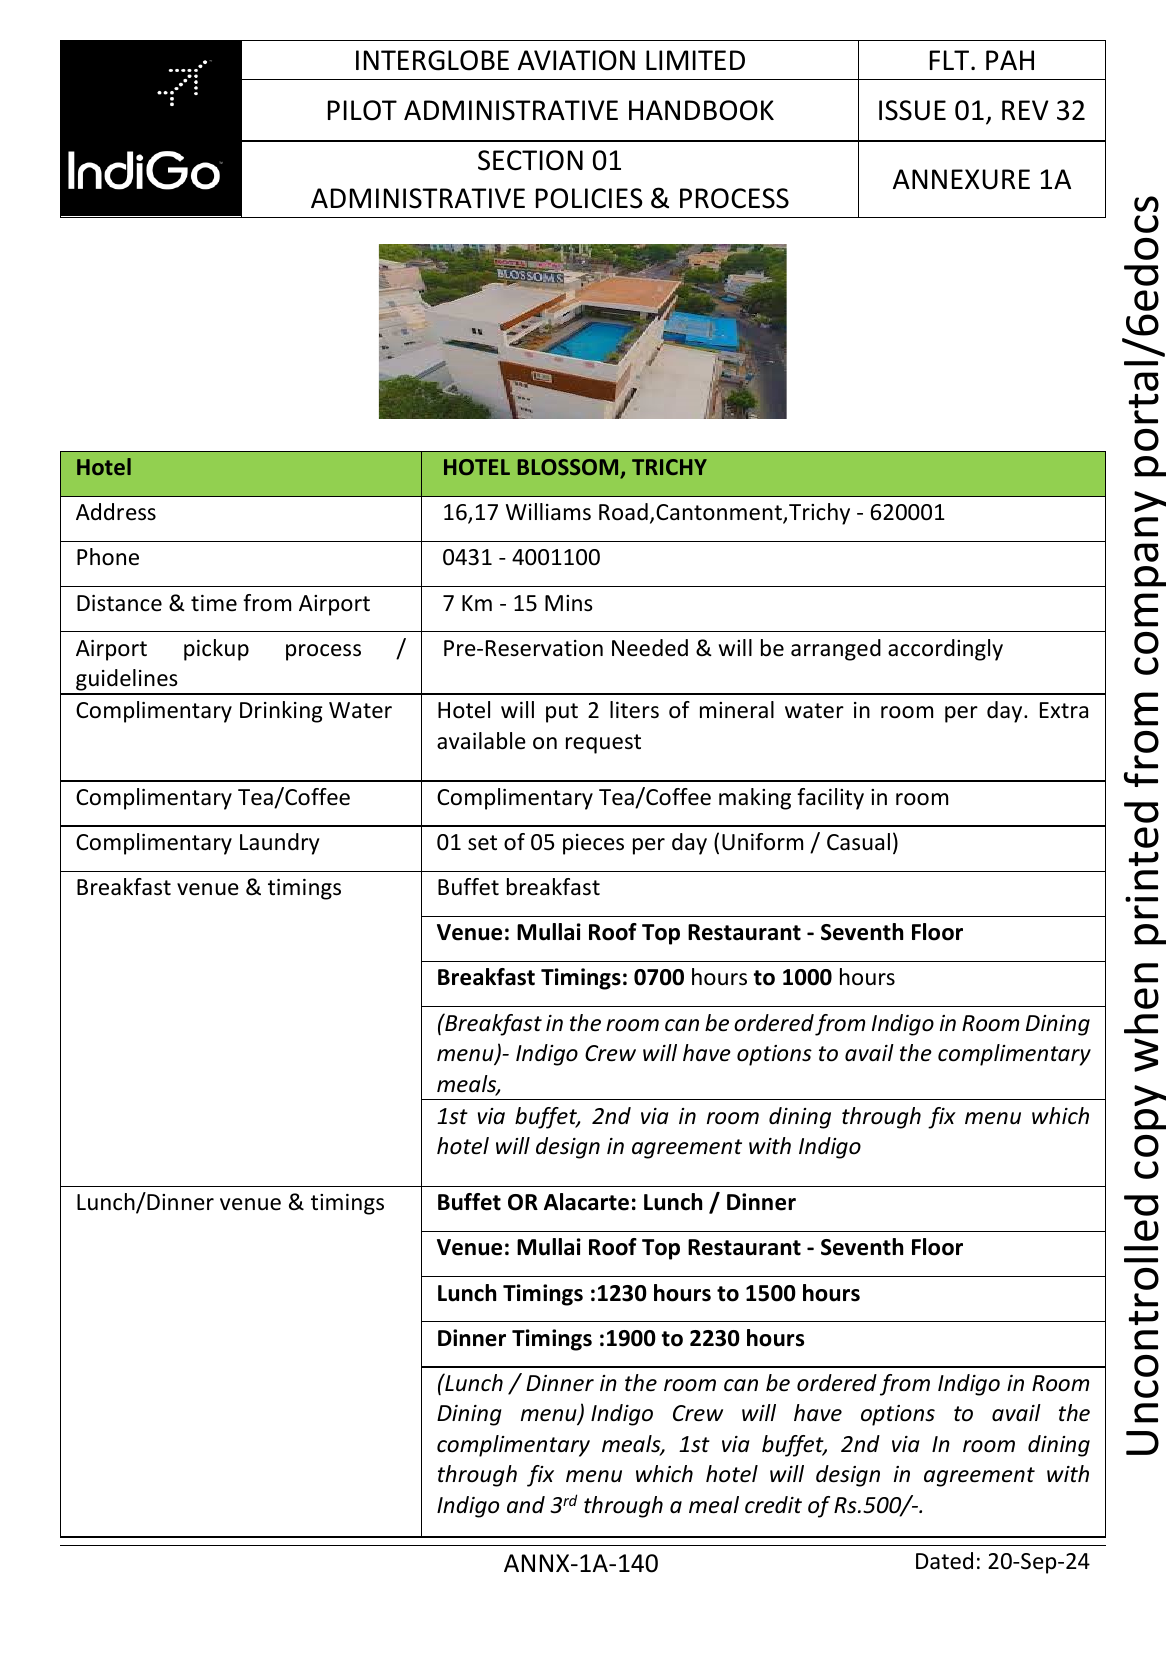 INTERGLOBE AVIATION LIMITED
FLT. PAH
PILOT ADMINISTRATIVE HANDBOOK
ISSUE 01, REV 32
IndiGo
SECTION 01
ADMINISTRATIVE POLICIES & PROCESS
ANNEXURE 1A
HOTEL
BLOSSOMS
Hotel
HOTEL BLOSSOM, TRICHY
Address
16,17 Williams Road,Cantonment,Trichy - 620001
Phone
0431 - 4001100
Distance & time from Airport
7 Km - 15 Mins
Airport pickup process /
guidelines
Pre-Reservation Needed & will be arranged accordingly
Complimentary Drinking Water
Hotel will put 2 liters of mineral water in room per day. Extra
available on request
Complimentary Tea/Coffee
Complimentary Tea/Coffee making facility in room
Complimentary Laundry
01 set of 05 pieces per day (Uniform / Casual)
Breakfast venue & timings
Buffet breakfast
Venue: Mullai Roof Top Restaurant - Seventh Floor
Breakfast Timings: 0700 hours to 1000 hours
(Breakfast in the room can be ordered from Indigo in Room Dining
menu)- Indigo Crew will have options to avail the complimentary
meals,
1st via buffet, 2nd via in room dining through fix menu which
hotel will design in agreement with Indigo
Lunch/Dinner venue & timings
Buffet OR Alacarte: Lunch / Dinner
Venue: Mullai Roof Top Restaurant - Seventh Floor
Lunch Timings :1230 hours to 1500 hours
Dinner Timings :1900 to 2230 hours
(Lunch / Dinner in the room can be ordered from Indigo in Room
Dining menu) Indigo Crew will have options to avail the
complimentary meals, 1st via buffet, 2nd via In room dining
through fix menu which hotel will design in agreement with
Indigo and 3rd through a meal credit of Rs.500/-.
ANNX-1A-140
Dated: 20-Sep-24
Uncontrolled copy when printed from company portal/6edocs